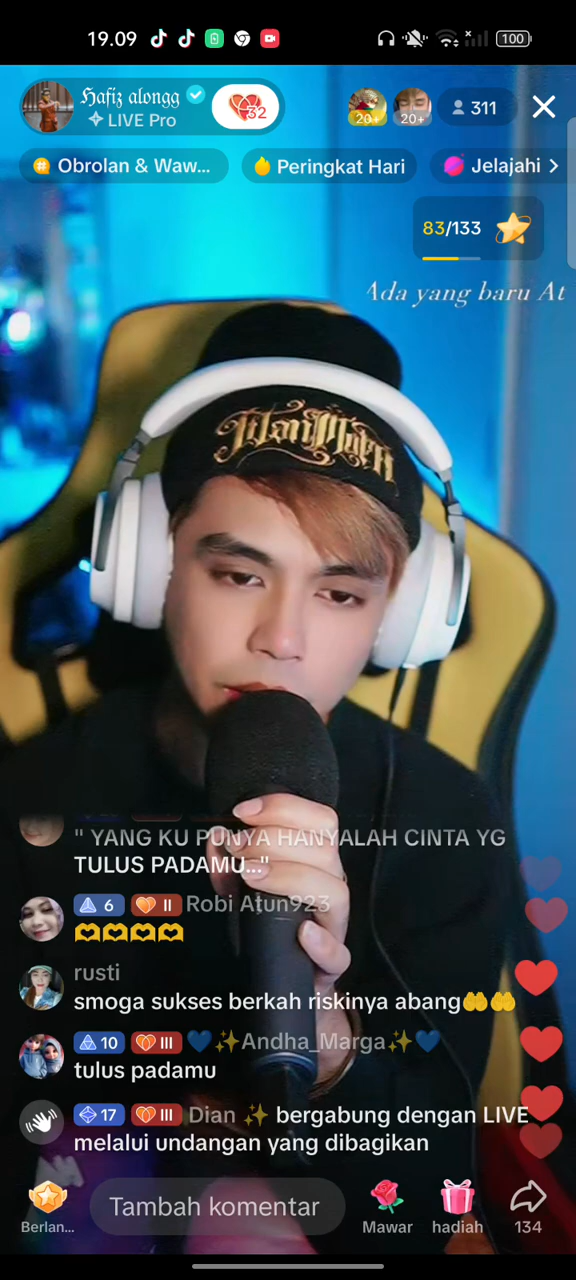 19.09
100
Hafiz alongg
LIVE Pro
32
20+
20+
311
Obrolan & Waw...
Peringkat Hari
Jelajahi
83/133
Ada yang baru At
" YANG KU PUNYA HANYALAH CINTA YG
TULUS PADAMU..."
6 II Robi Atun923
🫶🫶🫶🫶
rusti
smoga sukses berkah riskinya abang🤲🤲
10 III 💙✨Andha_Marga✨💙
tulus padamu
17 III Dian ✨ bergabung dengan LIVE
melalui undangan yang dibagikan
Tambah komentar
Berlan...
Mawar
hadiah
134